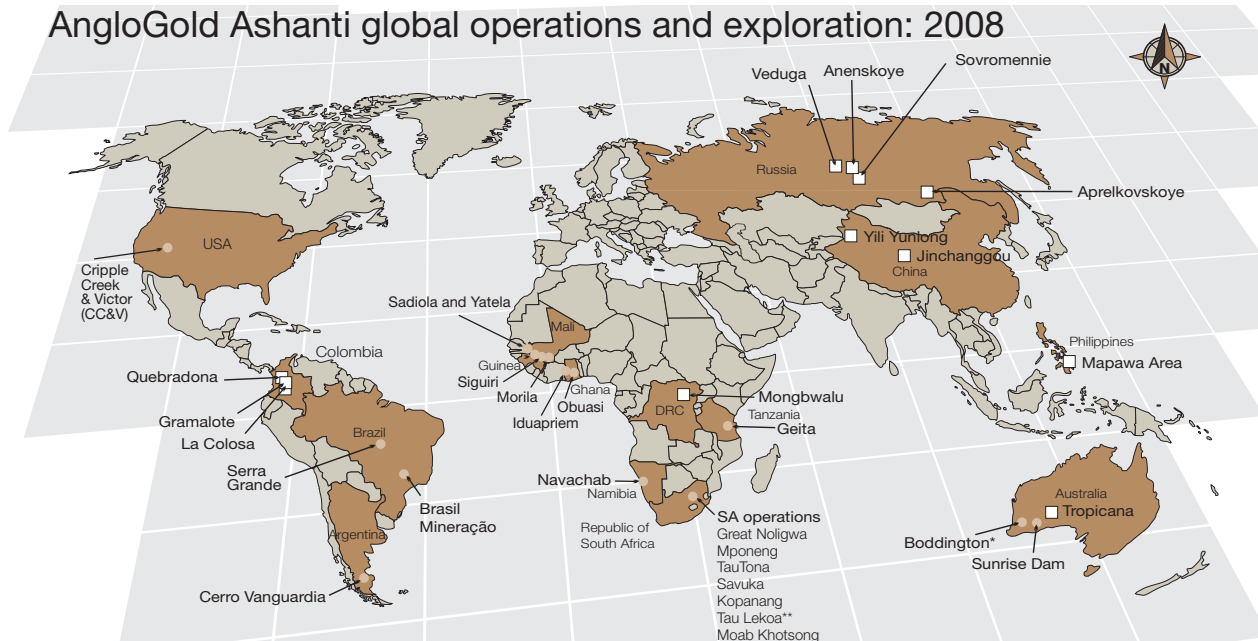 AngloGold Ashanti global operations and exploration: 2008
N
Veduga
Anenskoye
Sovromennie
Russia
Aprelkovskoye
USA
Cripple
Creek
& Victor
(CC&V)
Yili Yunlong
Jinchanggou
China
Sadiola and Yatela
Mali
Guinea
Siguiri
Morila
Ghana
Obuasi
Iduapriem
Philippines
Mapawa Area
Colombia
Quebradona
Gramalote
La Colosa
Brazil
Serra
Grande
Brasil
Mineração
Argentina
Cerro Vanguardia
DRC
Mongbwalu
Tanzania
Geita
Navachab
Namibia
Republic of
South Africa
SA operations
Great Noligwa
Mponeng
TauTona
Savuka
Kopanang
Tau Lekoa**
Moab Khotsong
Australia
Tropicana
Boddington*
Sunrise Dam